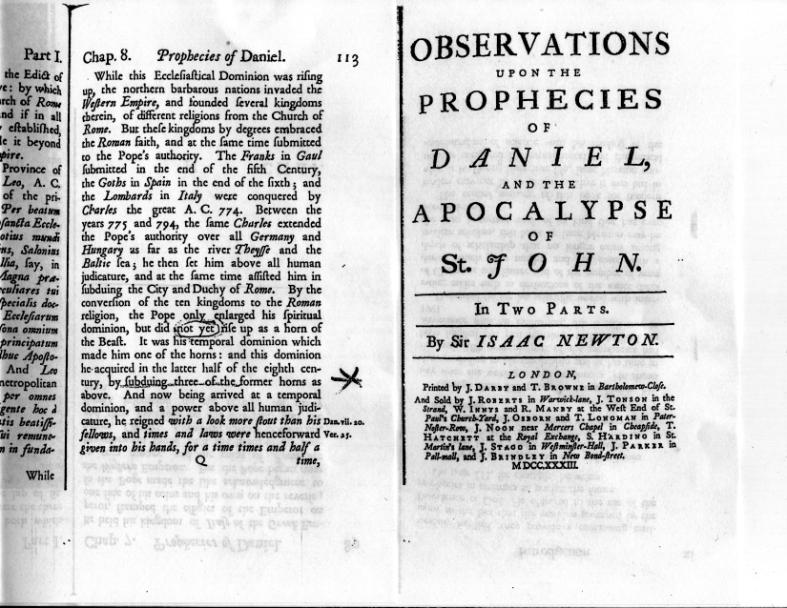 Part I.
the Edict of
e: by which
rch of Rome
nd if in all
eſtabliſhed,
le it beyond
pire.
Province of
Leo, A. C.
of the pri-
Per beatum
ſancta Eccle-
otius mundi
ns, Salonius
llia, ſay, in
Magna præ-
culiares tui
ſpecialis doc-
Eccleſiarum
ſona omnium
principatum
lhuc Apoſto-
And Leo
metropolitan
per omnes
gente hoc à
tis beatiſſi-
ui remune-
n in funda-
While
Chap. 8. Prophecies of Daniel. 113
While this Eccleſiaſtical Dominion was riſing
up, the northern barbarous nations invaded the
Weſtern Empire, and founded ſeveral kingdoms
therein, of different religions from the Church of
Rome. But theſe kingdoms by degrees embraced
the Roman faith, and at the ſame time ſubmitted
to the Pope's authority. The Franks in Gaul
ſubmitted in the end of the fifth Century,
the Goths in Spain in the end of the ſixth; and
the Lombards in Italy were conquered by
Charles the great A. C. 774. Between the
years 775 and 794, the ſame Charles extended
the Pope's authority over all Germany and
Hungary as far as the river Theyſſe and the
Baltic ſea; he then ſet him above all human
judicature, and at the ſame time aſſiſted him in
ſubduing the City and Duchy of Rome. By the
converſion of the ten kingdoms to the Roman
religion, the Pope only enlarged his ſpiritual
dominion, but did not yet riſe up as a horn of
the Beaſt. It was his temporal dominion which
made him one of the horns: and this dominion
he acquired in the latter half of the eighth cen-
tury, by ſubduing three of the former horns as
above. And now being arrived at a temporal
dominion, and a power above all human judi-
cature, he reigned with a look more ſtout than his Dan. vii. 20.
fellows, and times and laws were henceforward Ver. 25.
given into his hands, for a time times and half a
Q time,
OBSERVATIONS
UPON THE
PROPHECIES
OF
DANIEL,
AND THE
APOCALYPSE
OF
St. JOHN.
In Two Parts.
By Sir ISAAC NEWTON.
LONDON,
Printed by J. Darby and T. Browne in Bartholomew-Cloſe.
And Sold by J. Roberts in Warwick-lane, J. Tonson in the
Strand, W. Innys and R. Manby at the Weſt End of St.
Paul's Church-Yard, J. Osborn and T. Longman in Pater-
Noſter-Row, J. Noon near Mercers Chapel in Cheapſide, T.
Hatchett at the Royal Exchange, S. Harding in St.
Martin's lane, J. Stagg in Weſtminſter-Hall, J. Parker in
Pall-mall, and J. Brindley in New Bond-ſtreet.
MDCC.XXXIII.